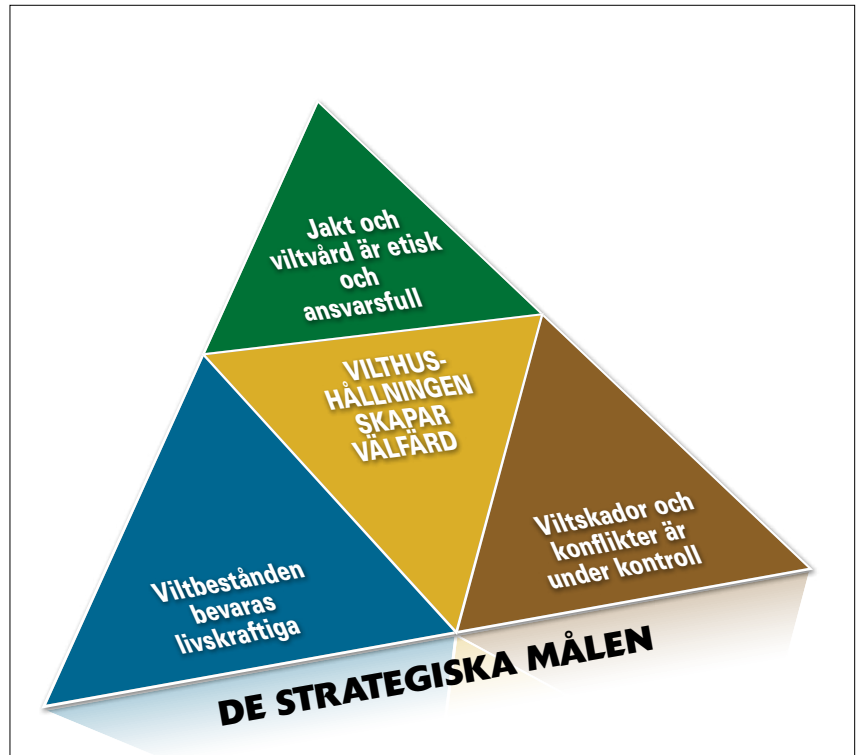 Jakt och
viltvård är etisk
och
ansvarsfull
VILTHUS-
HÅLLNINGEN
SKAPAR
VÄLFÄRD
Viltbestånden
bevaras
livskraftiga
Viltskador och
konflikter är
under kontroll
DE STRATEGISKA MÅLEN